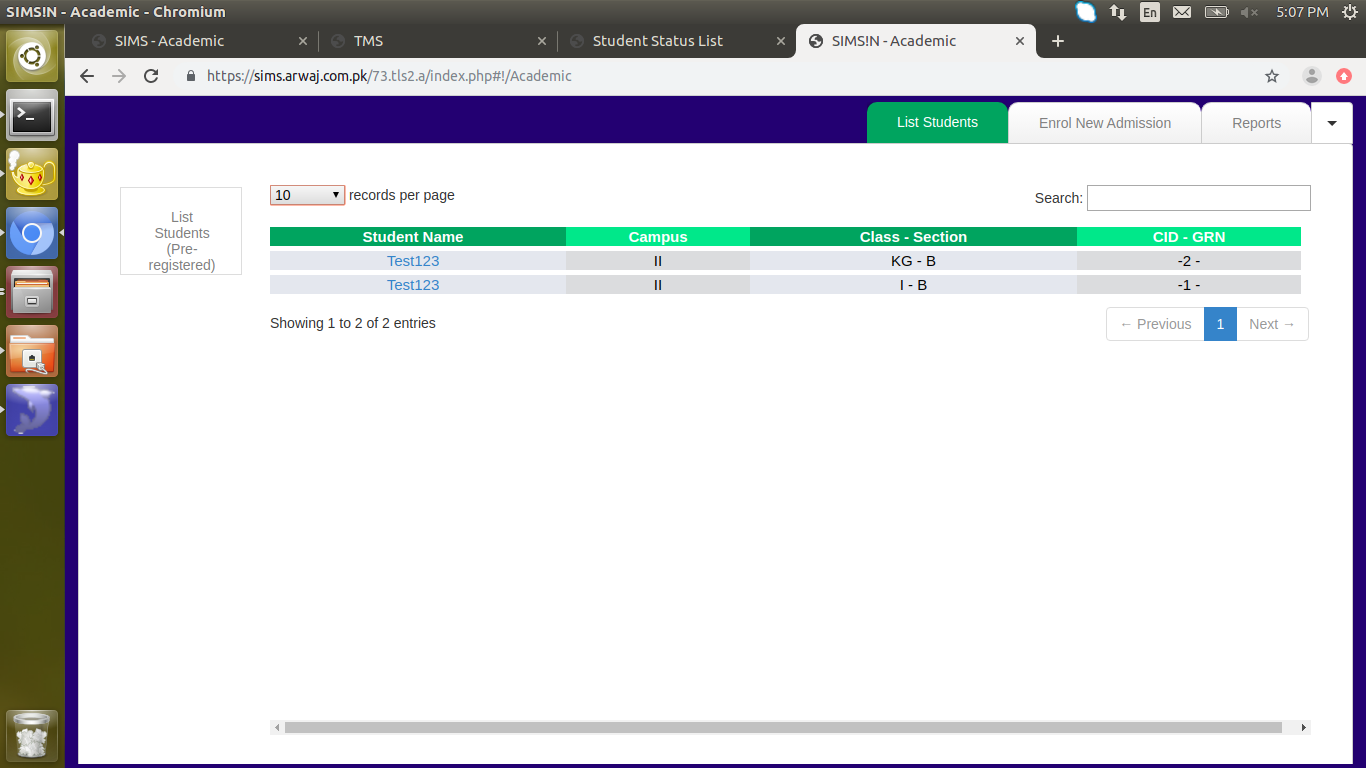 SIMS!N - Academic - Chromium
En
5:07 PM
SIMS - Academic
TMS
Student Status List
SIMS!N - Academic
https://sims.arwaj.com.pk/73.tls2.a/index.php#!/Academic
List Students
Enrol New Admission
Reports
List
Students
(Pre-
registered)
10 records per page
Search:
Student Name Campus Class - Section CID - GRN
Test123 II KG - B -2 -
Test123 II I - B -1 -
Showing 1 to 2 of 2 entries
← Previous 1 Next →